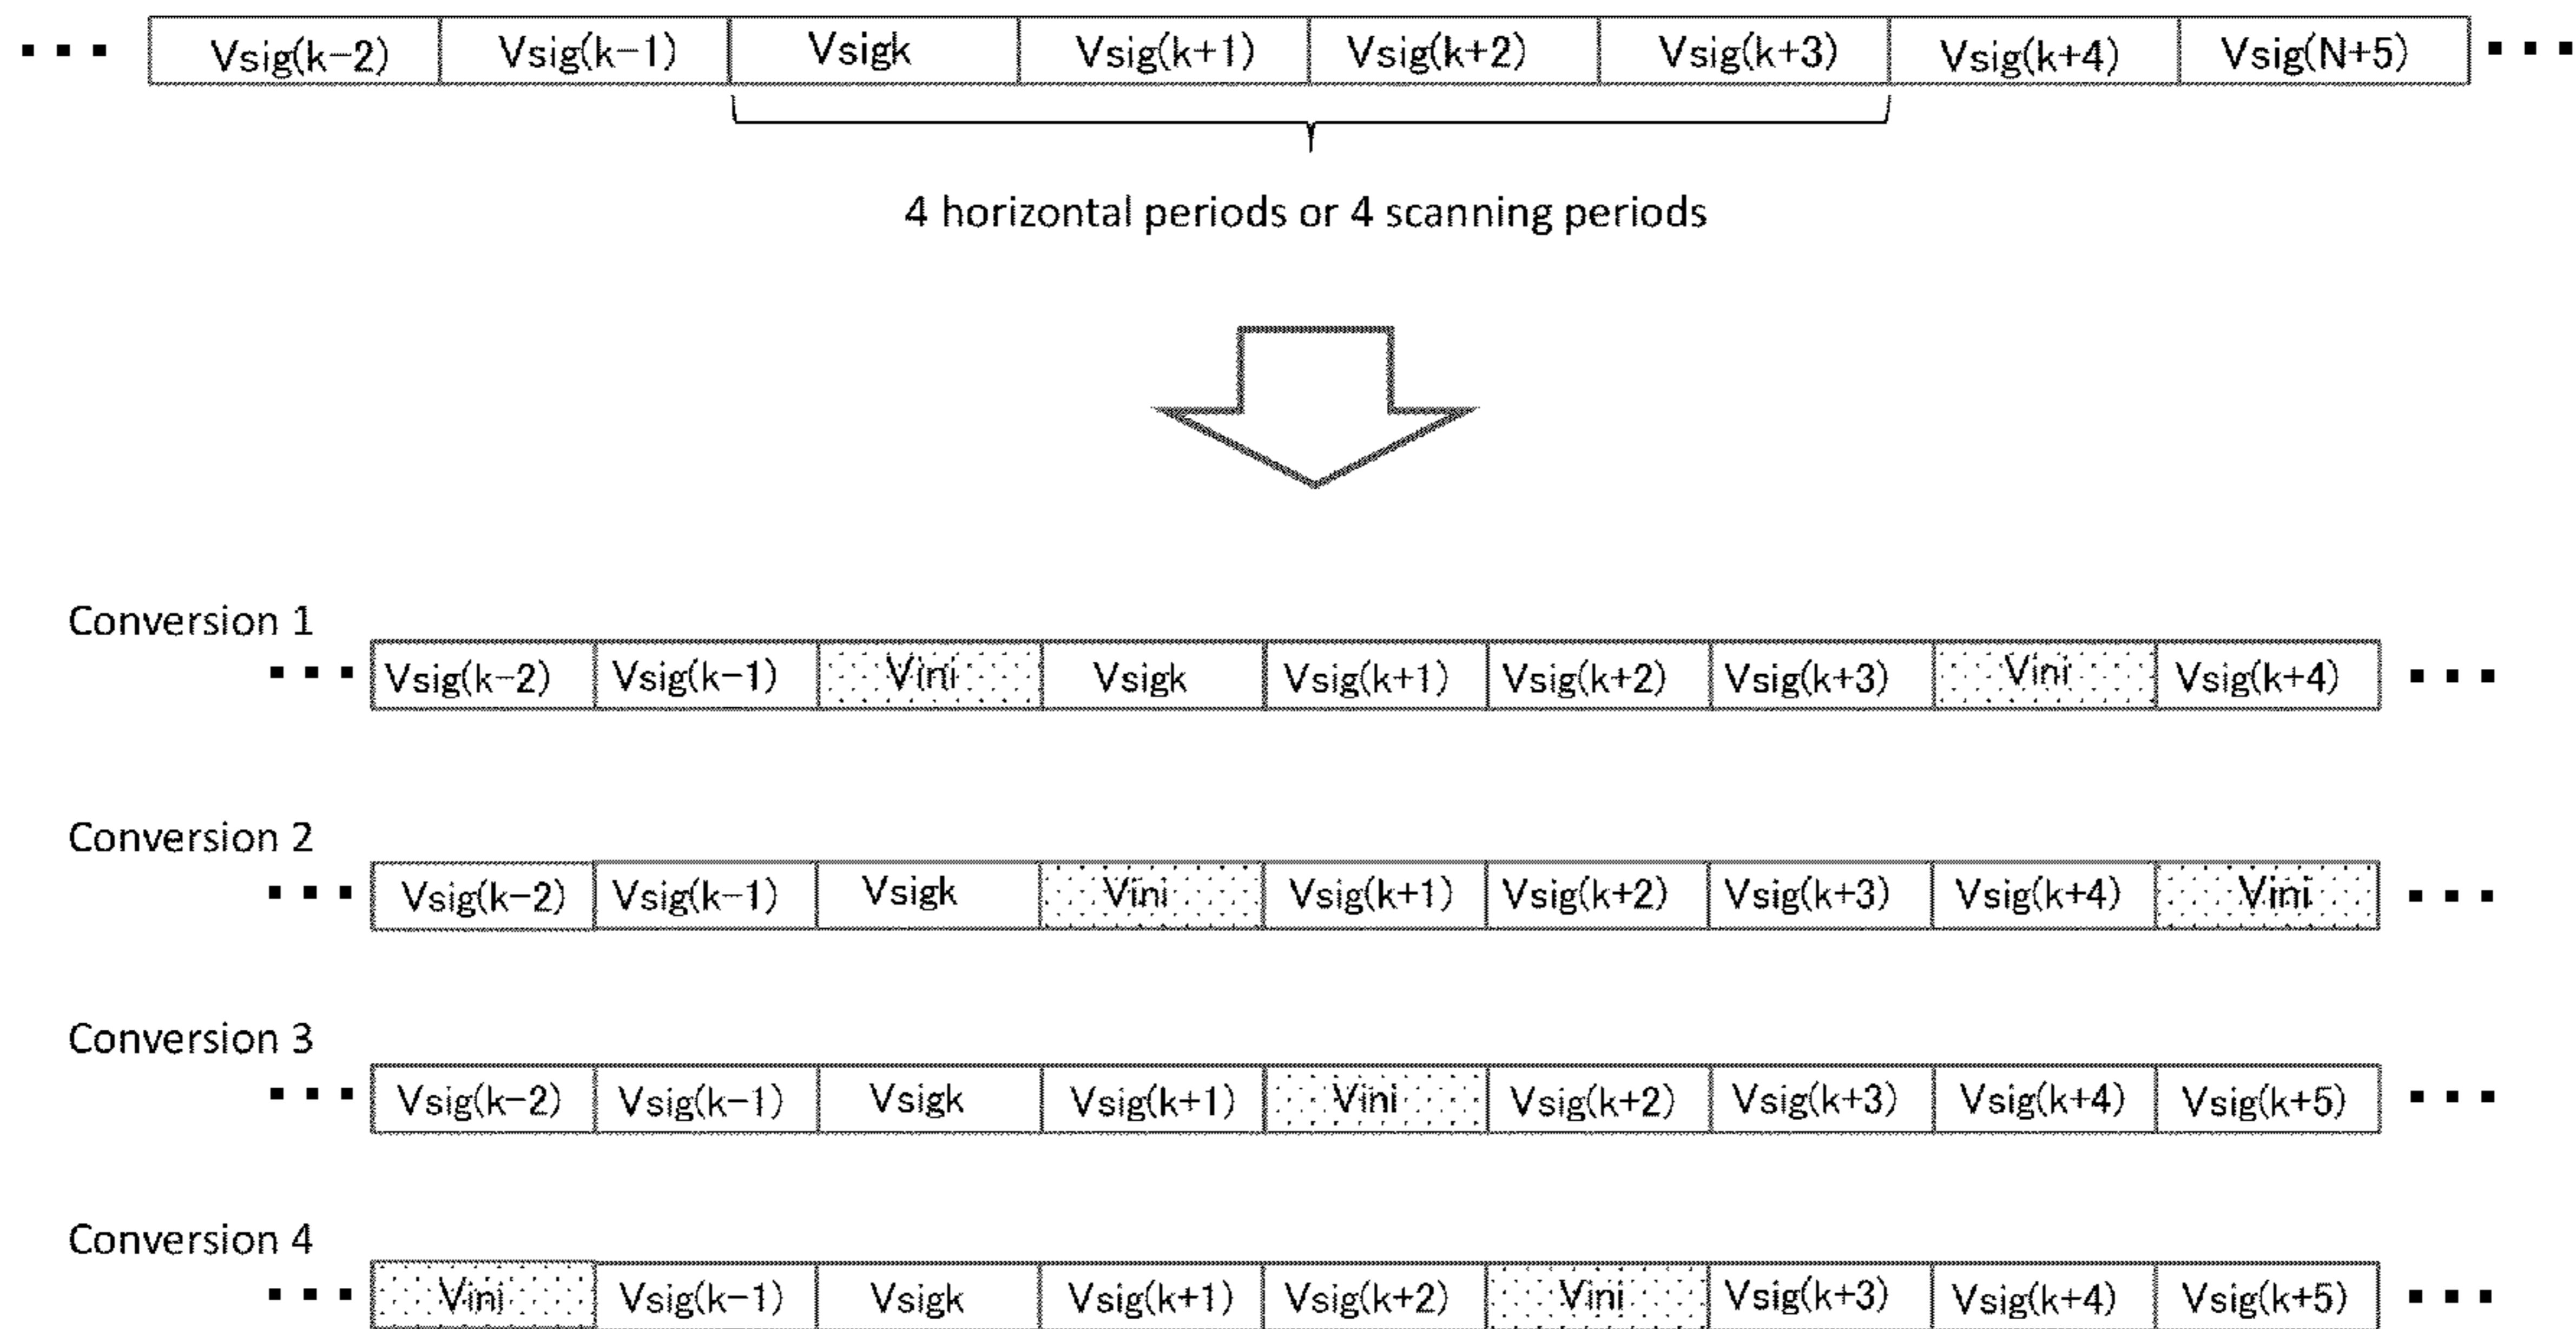 ▪ ▪ ▪ Vsig(k-2) Vsig(k-1) Vsigk Vsig(k+1) Vsig(k+2) Vsig(k+3) Vsig(k+4) Vsig(N+5) ▪ ▪ ▪
4 horizontal periods or 4 scanning periods
Conversion 1
▪ ▪ ▪ Vsig(k-2) Vsig(k-1) Vini Vsigk Vsig(k+1) Vsig(k+2) Vsig(k+3) Vini Vsig(k+4) ▪ ▪ ▪
Conversion 2
▪ ▪ ▪ Vsig(k-2) Vsig(k-1) Vsigk Vini Vsig(k+1) Vsig(k+2) Vsig(k+3) Vsig(k+4) Vini ▪ ▪ ▪
Conversion 3
▪ ▪ ▪ Vsig(k-2) Vsig(k-1) Vsigk Vsig(k+1) Vini Vsig(k+2) Vsig(k+3) Vsig(k+4) Vsig(k+5) ▪ ▪ ▪
Conversion 4
▪ ▪ ▪ Vini Vsig(k-1) Vsigk Vsig(k+1) Vsig(k+2) Vini Vsig(k+3) Vsig(k+4) Vsig(k+5) ▪ ▪ ▪